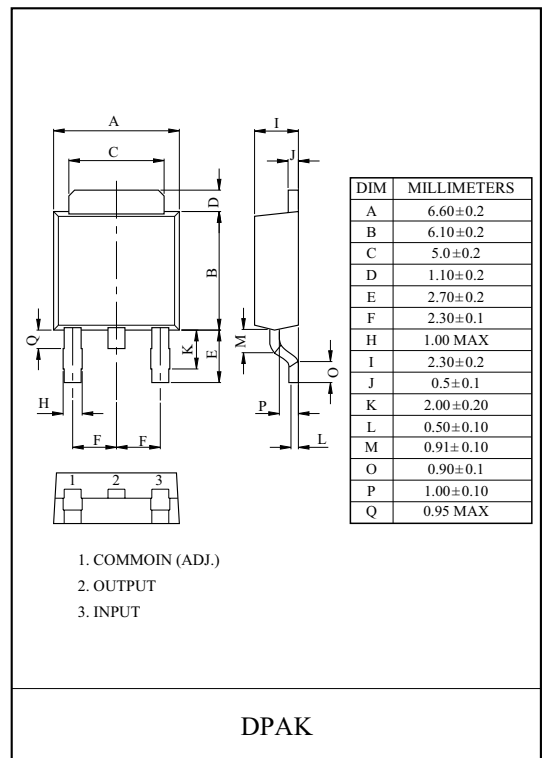 A
C
I
J
D
B
Q
K
E
M
O
H
P
F F
L
1 2 3
1. COMMOIN (ADJ.)
2. OUTPUT
3. INPUT
DIM MILLIMETERS
A 6.60±0.2
B 6.10±0.2
C 5.0±0.2
D 1.10±0.2
E 2.70±0.2
F 2.30±0.1
H 1.00 MAX
I 2.30±0.2
J 0.5±0.1
K 2.00±0.20
L 0.50±0.10
M 0.91±0.10
O 0.90±0.1
P 1.00±0.10
Q 0.95 MAX
DPAK